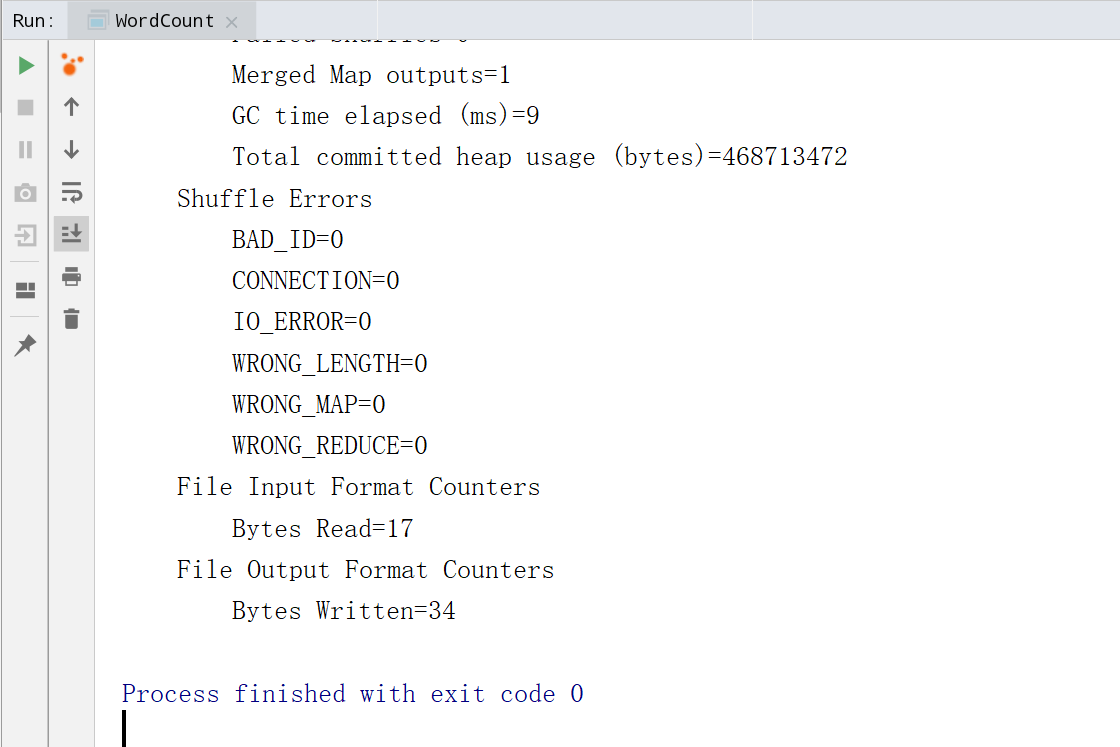 Run: WordCount
Merged Map outputs=1
GC time elapsed (ms)=9
Total committed heap usage (bytes)=468713472
Shuffle Errors
BAD_ID=0
CONNECTION=0
IO_ERROR=0
WRONG_LENGTH=0
WRONG_MAP=0
WRONG_REDUCE=0
File Input Format Counters
Bytes Read=17
File Output Format Counters
Bytes Written=34
Process finished with exit code 0